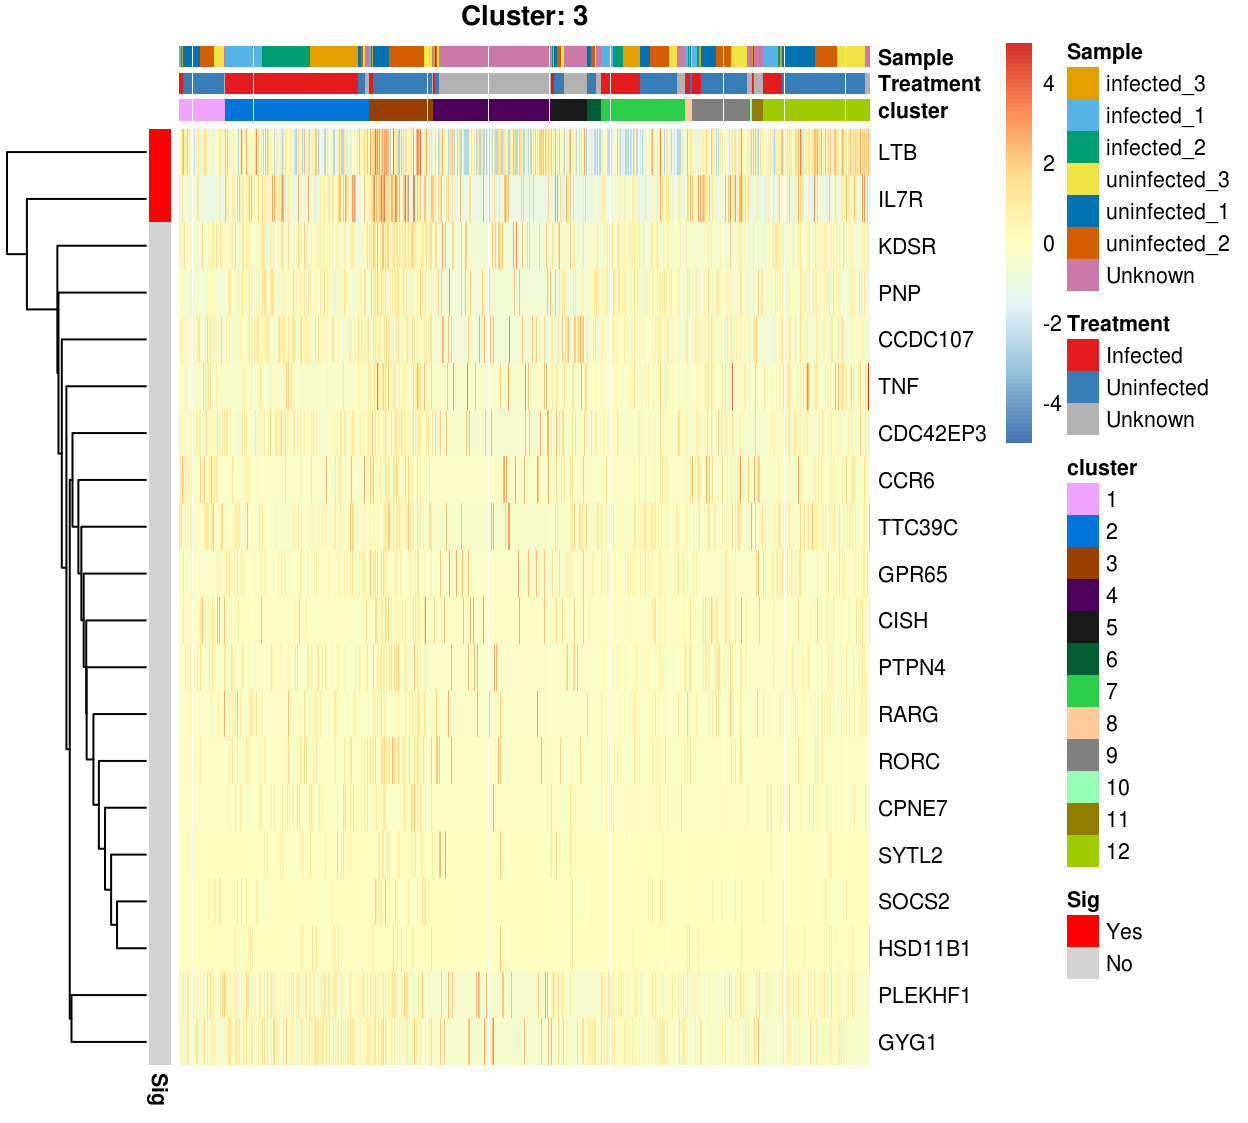 Cluster: 3
Sample
Treatment
cluster
LTB
IL7R
KDSR
PNP
CCDC107
TNF
CDC42EP3
CCR6
TTC39C
GPR65
CISH
PTPN4
RARG
RORC
CPNE7
SYTL2
SOCS2
HSD11B1
PLEKHF1
GYG1
Sig
4
2
0
-2
-4
Sample
infected_3
infected_1
infected_2
uninfected_3
uninfected_1
uninfected_2
Unknown
Treatment
Infected
Uninfected
Unknown
cluster
1
2
3
4
5
6
7
8
9
10
11
12
Sig
Yes
No